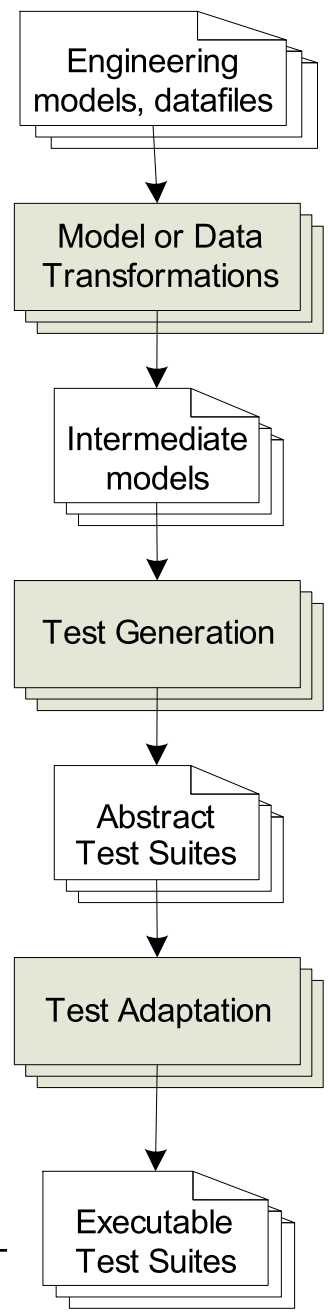 Engineering
models, datafiles
Model or Data
Transformations
Intermediate
models
Test Generation
Abstract
Test Suites
Test Adaptation
Executable
Test Suites